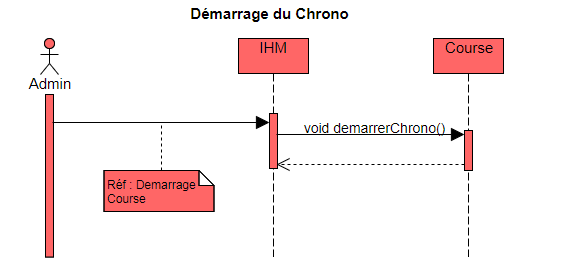 Démarrage du Chrono
IHM
Course
Admin
void demarrerChrono()
Réf : Demarrage
Course